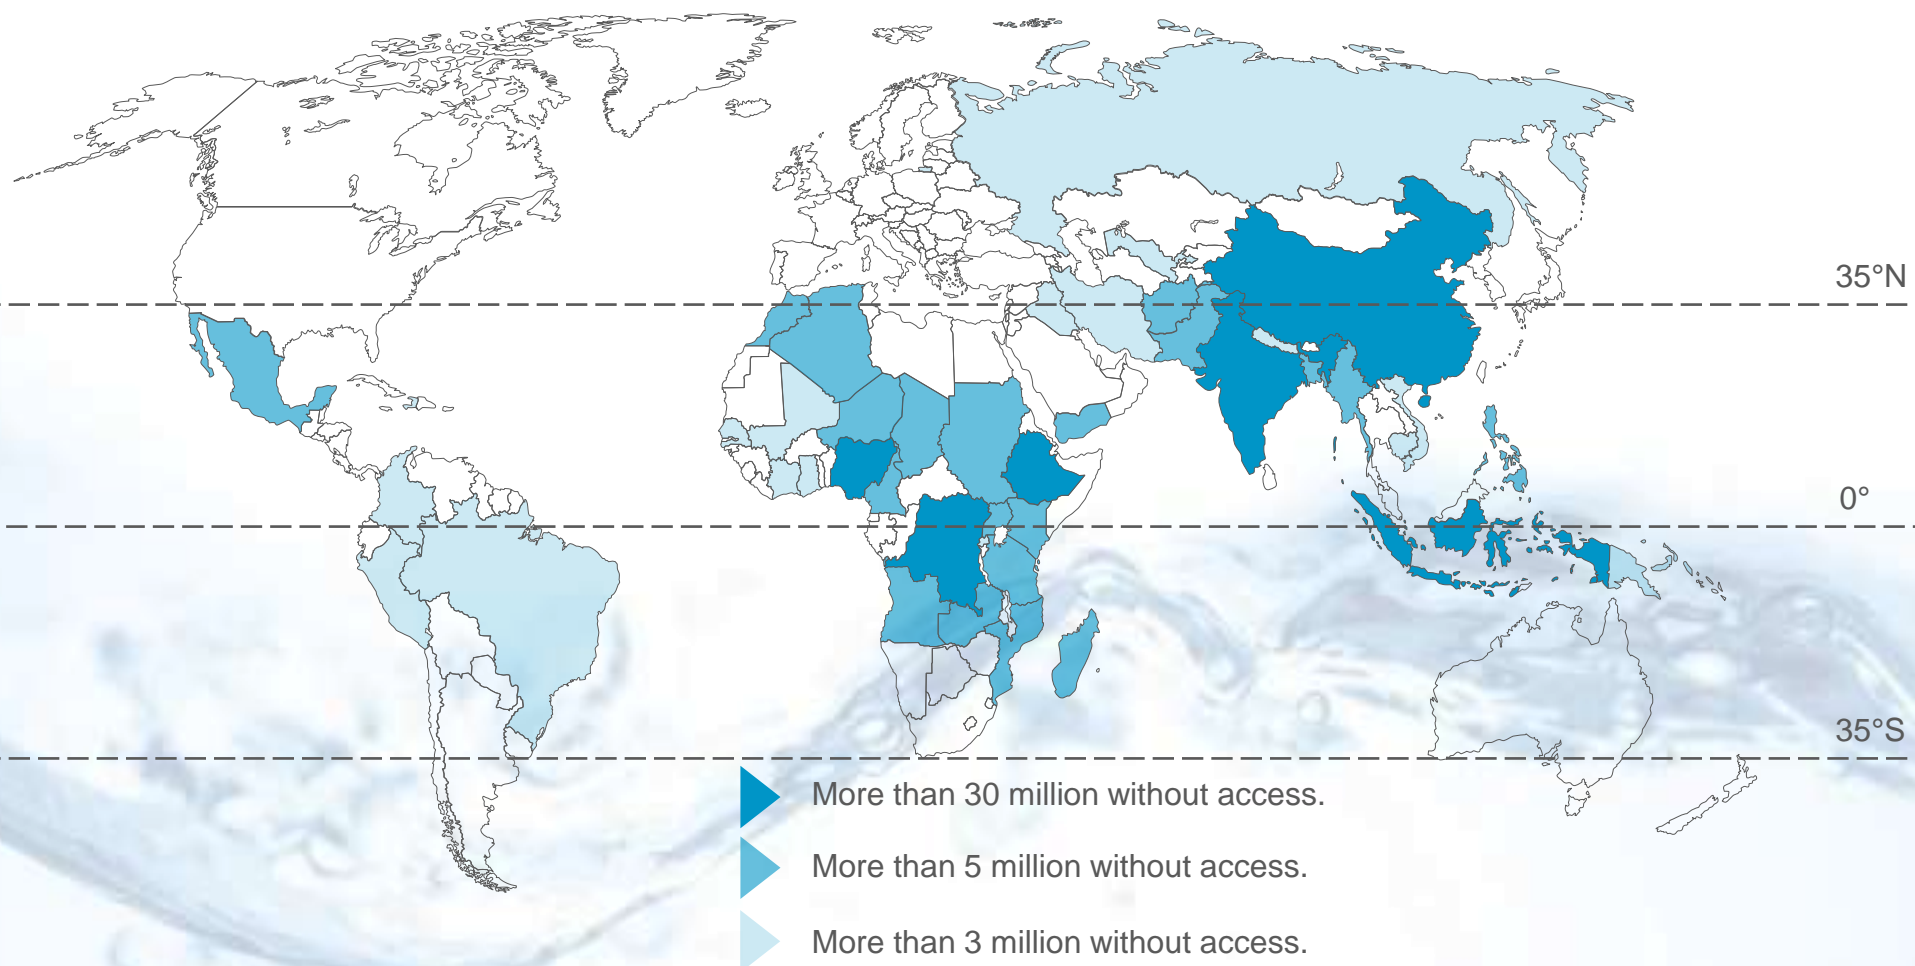 35°N
0°
35°S
More than 30 million without access.
More than 5 million without access.
More than 3 million without access.